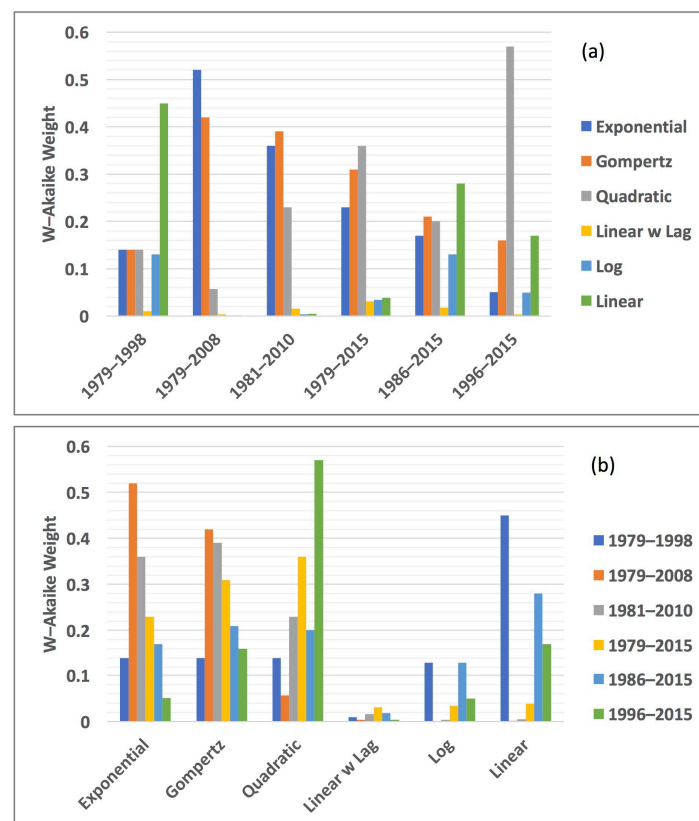 (a)
W–Akaike Weight
0.6
0.5
0.4
0.3
0.2
0.1
0
1979–1998
1979–2008
1981–2010
1979–2015
1986–2015
1996–2015
Exponential
Gompertz
Quadratic
Linear w Lag
Log
Linear
(b)
W–Akaike Weight
0.6
0.5
0.4
0.3
0.2
0.1
0
Exponential
Gompertz
Quadratic
Linear w Lag
Log
Linear
1979–1998
1979–2008
1981–2010
1979–2015
1986–2015
1996–2015